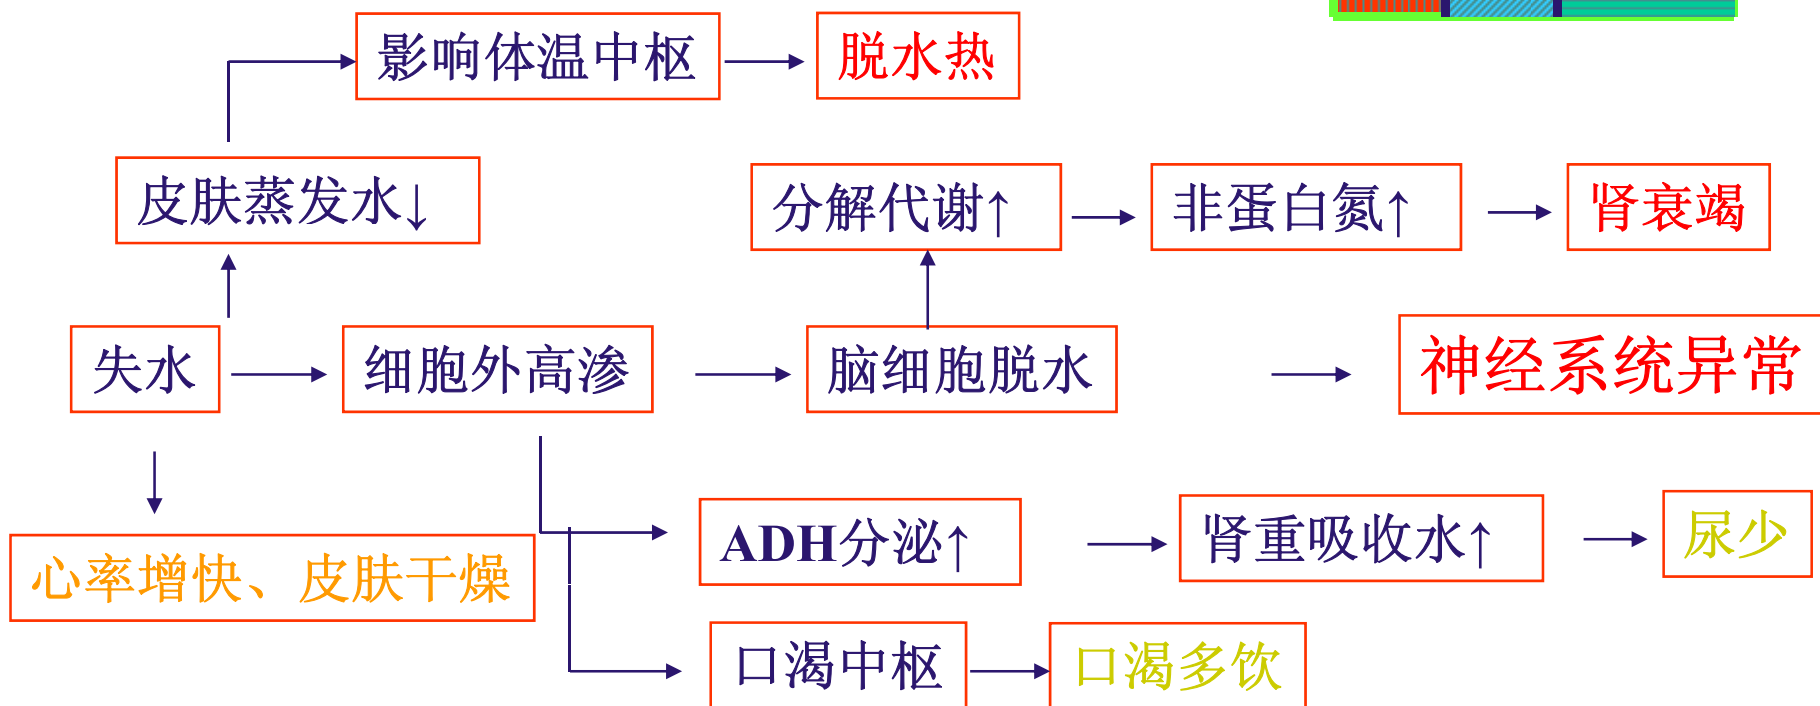 影响体温中枢
脱水热
皮肤蒸发水↓
分解代谢↑
非蛋白氮↑
肾衰竭
失水
细胞外高渗
脑细胞脱水
神经系统异常
ADH分泌↑
肾重吸收水↑
尿少
心率增快、皮肤干燥
口渴中枢
口渴多饮